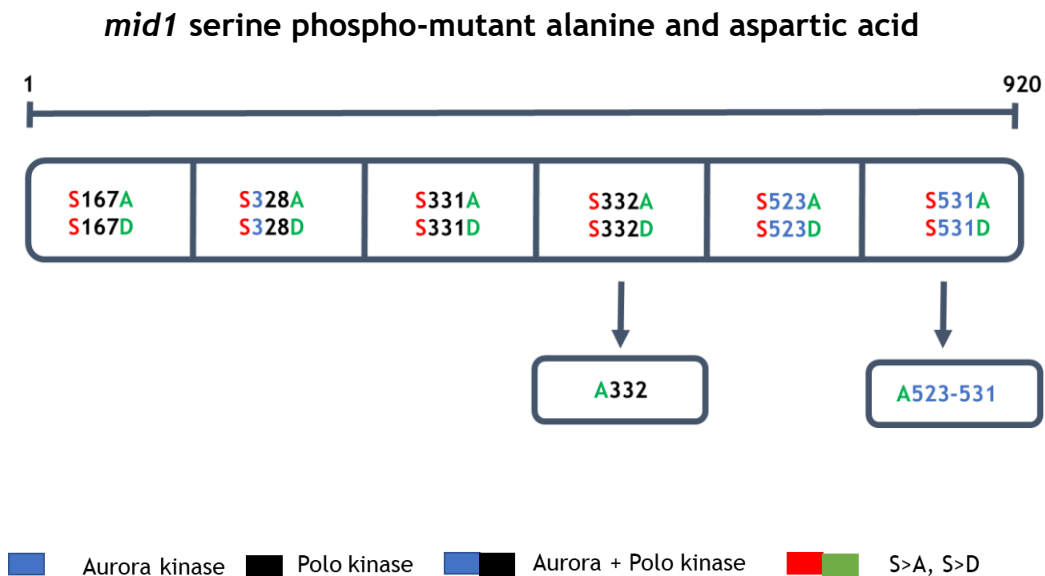 mid1 serine phospho-mutant alanine and aspartic acid
1 920
S167A S328A S331A S332A S523A S531A
S167D S328D S331D S332D S523D S531D
A332 A523-531
Aurora kinase Polo kinase Aurora + Polo kinase S>A, S>D